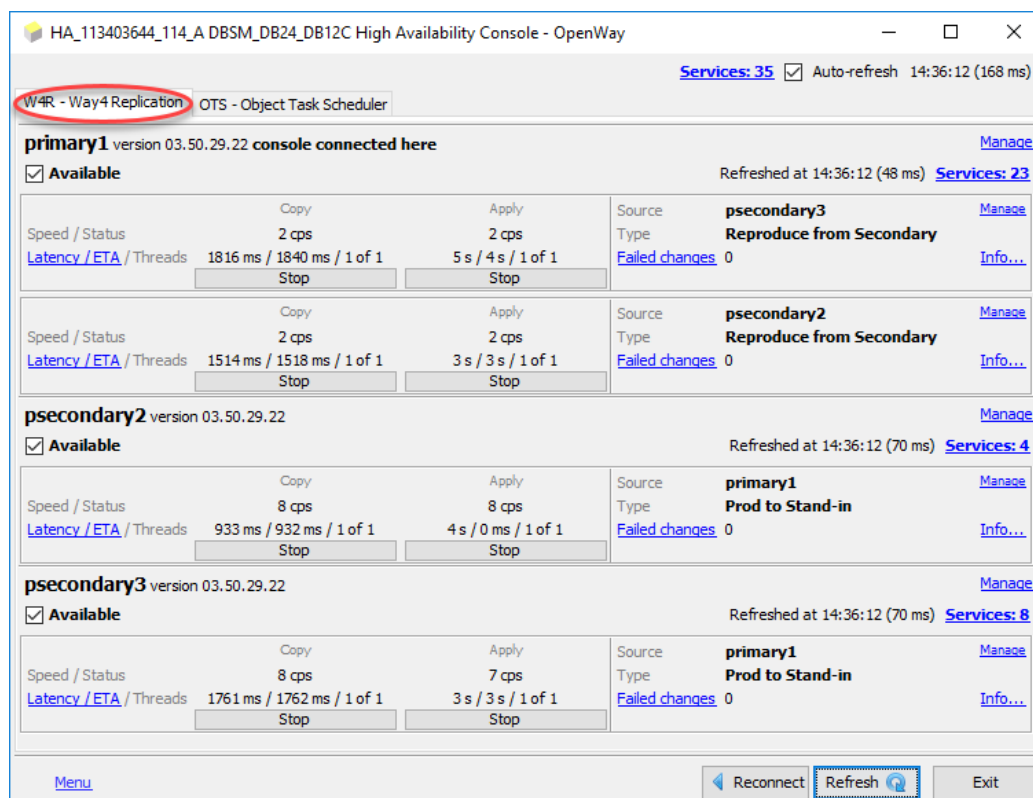 HA_113403644_114_A DBSM_DB24_DB12C High Availability Console - OpenWay
Services: 35 Auto-refresh 14:36:12 (168 ms)
W4R - Way4 Replication OTS - Object Task Scheduler
primary1 version 03.50.29.22 console connected here Manage
Available Refreshed at 14:36:12 (48 ms) Services: 23
Copy Apply Source psecondary3 Manage
Speed / Status 2 cps 2 cps Type Reproduce from Secondary
Latency / ETA / Threads 1816 ms / 1840 ms / 1 of 1 5 s / 4 s / 1 of 1 Failed changes 0 Info...
Stop Stop
Copy Apply Source psecondary2 Manage
Speed / Status 2 cps 2 cps Type Reproduce from Secondary
Latency / ETA / Threads 1514 ms / 1518 ms / 1 of 1 3 s / 3 s / 1 of 1 Failed changes 0 Info...
Stop Stop
psecondary2 version 03.50.29.22 Manage
Available Refreshed at 14:36:12 (70 ms) Services: 4
Copy Apply Source primary1 Manage
Speed / Status 8 cps 8 cps Type Prod to Stand-in
Latency / ETA / Threads 933 ms / 932 ms / 1 of 1 4 s / 0 ms / 1 of 1 Failed changes 0 Info...
Stop Stop
psecondary3 version 03.50.29.22 Manage
Available Refreshed at 14:36:12 (70 ms) Services: 8
Copy Apply Source primary1 Manage
Speed / Status 8 cps 7 cps Type Prod to Stand-in
Latency / ETA / Threads 1761 ms / 1762 ms / 1 of 1 3 s / 3 s / 1 of 1 Failed changes 0 Info...
Stop Stop
Menu Reconnect Refresh Exit